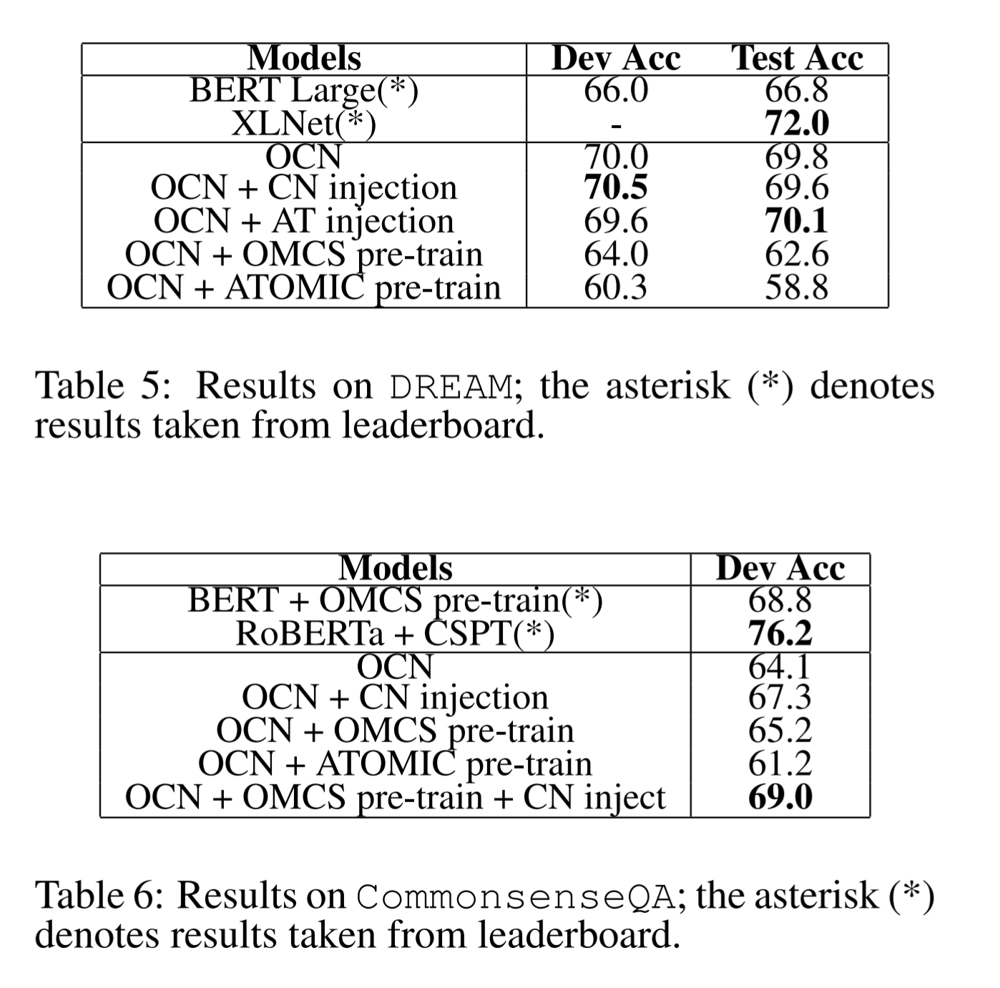 Models Dev Acc Test Acc
BERT Large(*) 66.0 66.8
XLNet(*) - 72.0
OCN 70.0 69.8
OCN + CN injection 70.5 69.6
OCN + AT injection 69.6 70.1
OCN + OMCS pre-train 64.0 62.6
OCN + ATOMIC pre-train 60.3 58.8
Table 5: Results on DREAM; the asterisk (*) denotes
results taken from leaderboard.
Models Dev Acc
BERT + OMCS pre-train(*) 68.8
RoBERTa + CSPT(*) 76.2
OCN 64.1
OCN + CN injection 67.3
OCN + OMCS pre-train 65.2
OCN + ATOMIC pre-train 61.2
OCN + OMCS pre-train + CN inject 69.0
Table 6: Results on CommonsenseQA; the asterisk (*)
denotes results taken from leaderboard.